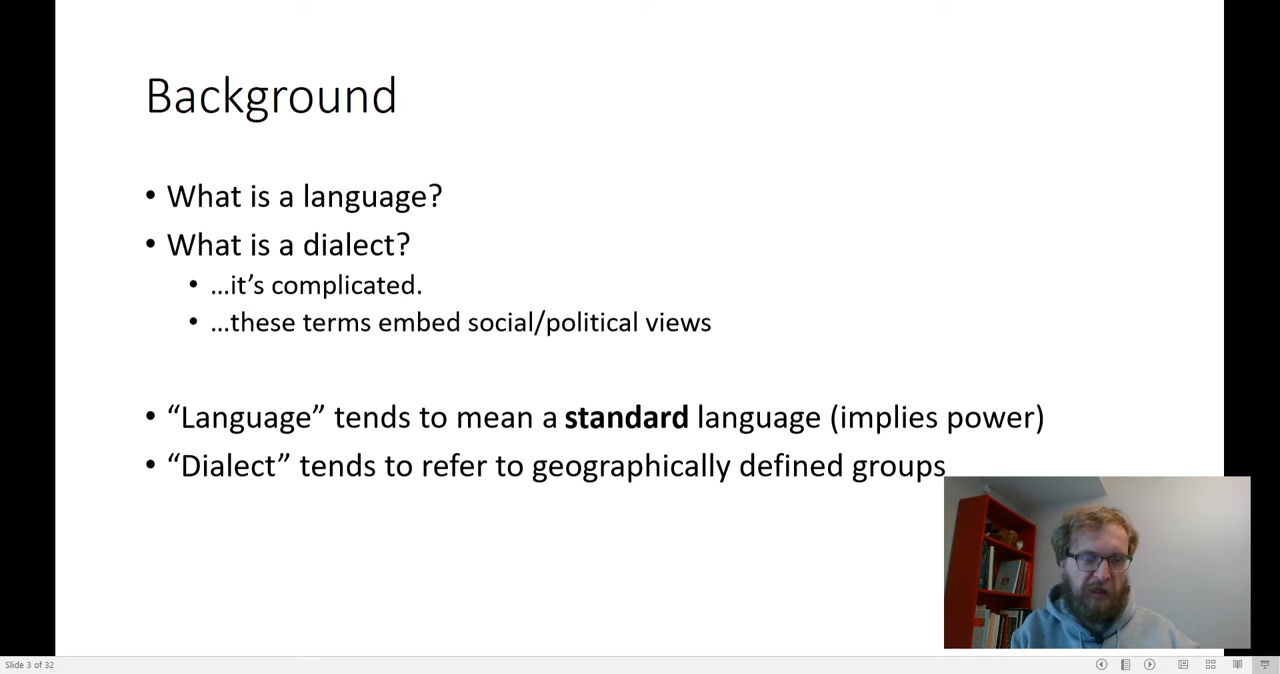 Background
• What is a language?
• What is a dialect?
• …it’s complicated.
• …these terms embed social/political views
• “Language” tends to mean a standard language (implies power)
• “Dialect” tends to refer to geographically defined groups
Slide 3 of 32